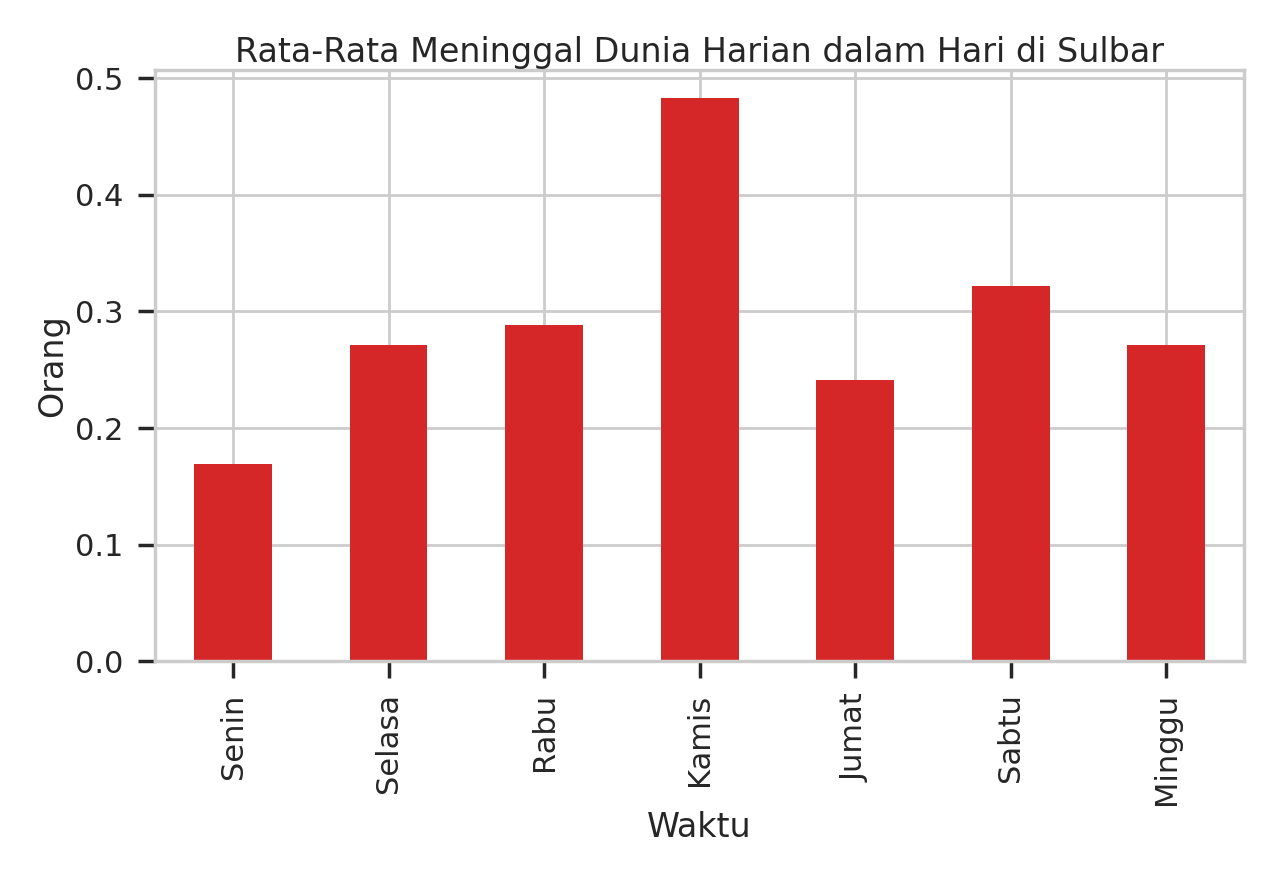 Rata-Rata Meninggal Dunia Harian dalam Hari di Sulbar
Orang
0.5
0.4
0.3
0.2
0.1
0.0
Senin
Selasa
Rabu
Kamis
Jumat
Sabtu
Minggu
Waktu